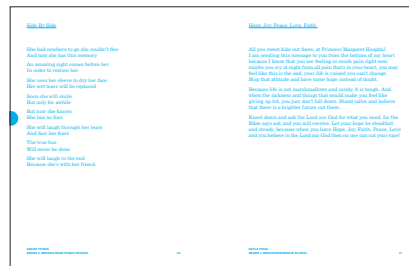 Side By Side
She had nowhere to go she couldn't flee
And now she has this memory
An amazing sight comes before her
In order to restore her
She uses her sleeve to dry her face
Her wet tears will be replaced
Soon she will smile
But only for awhile
But now she knows
She has no foes
She will laugh through her tears
And face her fears
The true fun
Will never be done
She will laugh to the end
Because she's with her friend
Hope, Joy, Peace, Love, Faith.
All you sweet kids out there, at Princess Margaret Hospital:
I am sending this message to you from the bottom of my heart
because I know that you are feeling so much pain right now,
maybe you cry at night from all pain that's in your heart, you may
feel like this is the end, your life is ruined you can't change.
Stop that attitude and have some hope instead of doubt.
Because life is not marshmallows and candy, it is tough. And
when the sickness and things that would make you feel like
giving up hit, you just don't fall down. Stand taller and believe
that there is a brighter future out there.
Kneel down and ask the Lord our God for what you need, for the
Bible says ask and you will receive. Let your hope be steadfast
and steady, because when you have Hope, Joy, Faith, Peace, Love
and you believe in the Lord our God then no one can cut your rope!